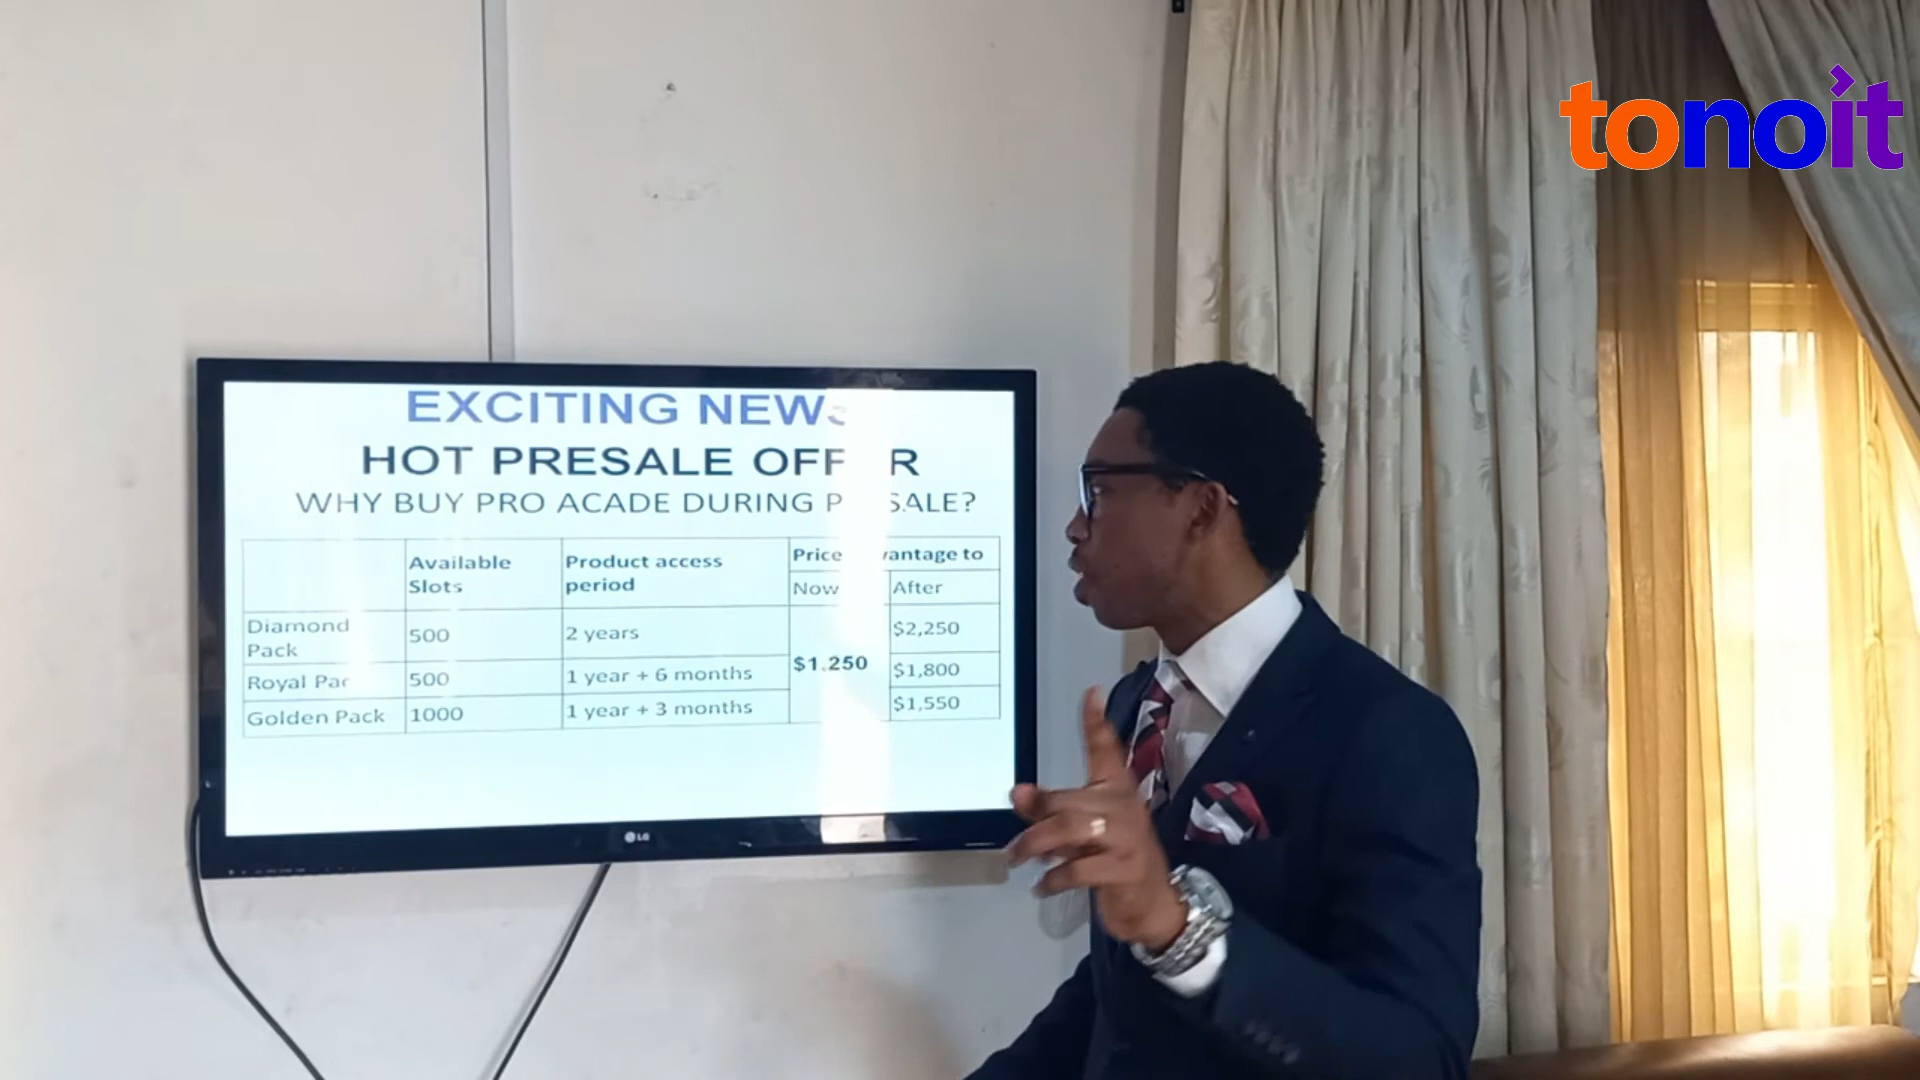 tonoit
EXCITING NEWS
HOT PRESALE OFF R
WHY BUY PRO ACADE DURING P SALE?
Available Slots
Product access period
Price vantage to
Now
After
Diamond Pack
500
2 years
$1.250
$2,250
Royal Pac
500
1 year + 6 months
$1,800
Golden Pack
1000
1 year + 3 months
$1,550
LG